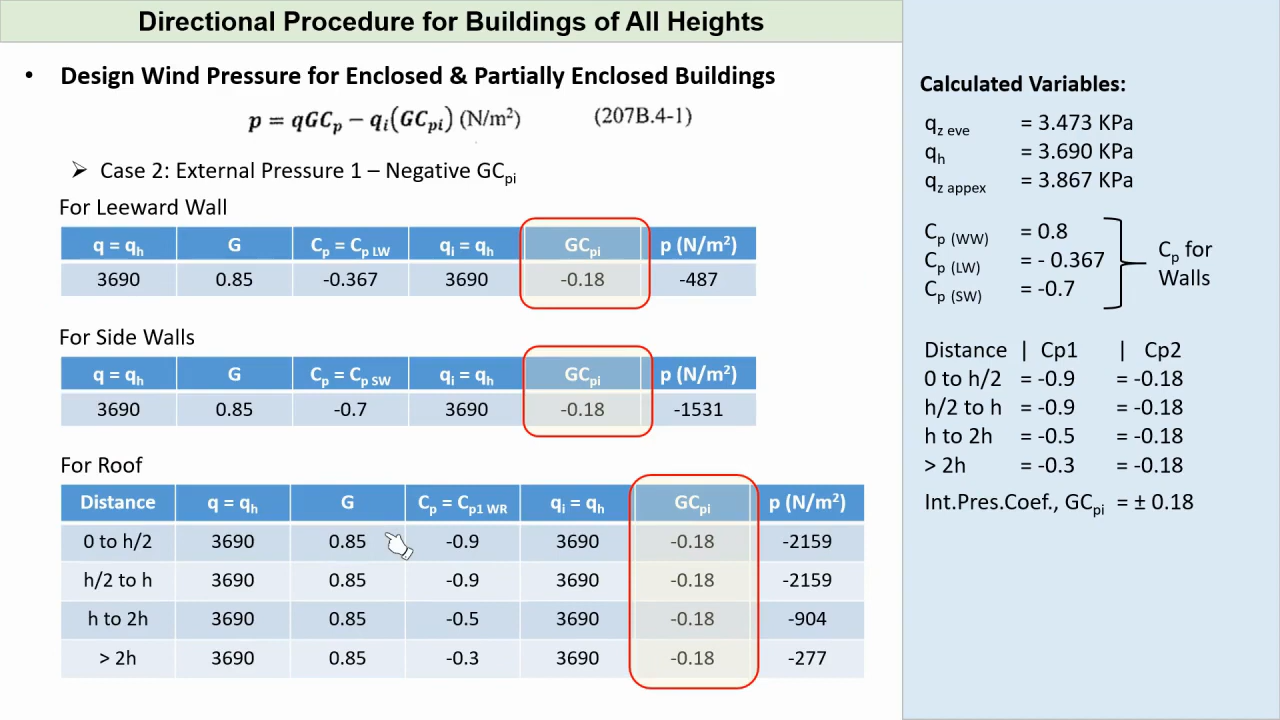 Directional Procedure for Buildings of All Heights
• Design Wind Pressure for Enclosed & Partially Enclosed Buildings
p = qGCp − qi(GCpi) (N/m²) (207B.4-1)
➢ Case 2: External Pressure 1 – Negative GCpi
For Leeward Wall
q = qh G Cp = Cp LW qi = qh GCpi p (N/m²)
3690 0.85 -0.367 3690 -0.18 -487
For Side Walls
q = qh G Cp = Cp SW qi = qh GCpi p (N/m²)
3690 0.85 -0.7 3690 -0.18 -1531
For Roof
Distance q = qh G Cp = Cp1 WR qi = qh GCpi p (N/m²)
0 to h/2 3690 0.85 -0.9 3690 -0.18 -2159
h/2 to h 3690 0.85 -0.9 3690 -0.18 -2159
h to 2h 3690 0.85 -0.5 3690 -0.18 -904
> 2h 3690 0.85 -0.3 3690 -0.18 -277
Calculated Variables:
qz eve = 3.473 KPa
qh = 3.690 KPa
qz appex = 3.867 KPa
Cp (WW) = 0.8
Cp (LW) = - 0.367
Cp (SW) = -0.7
Cp for
Walls
Distance | Cp1 | Cp2
0 to h/2 = -0.9 = -0.18
h/2 to h = -0.9 = -0.18
h to 2h = -0.5 = -0.18
> 2h = -0.3 = -0.18
Int.Pres.Coef., GCpi = ± 0.18